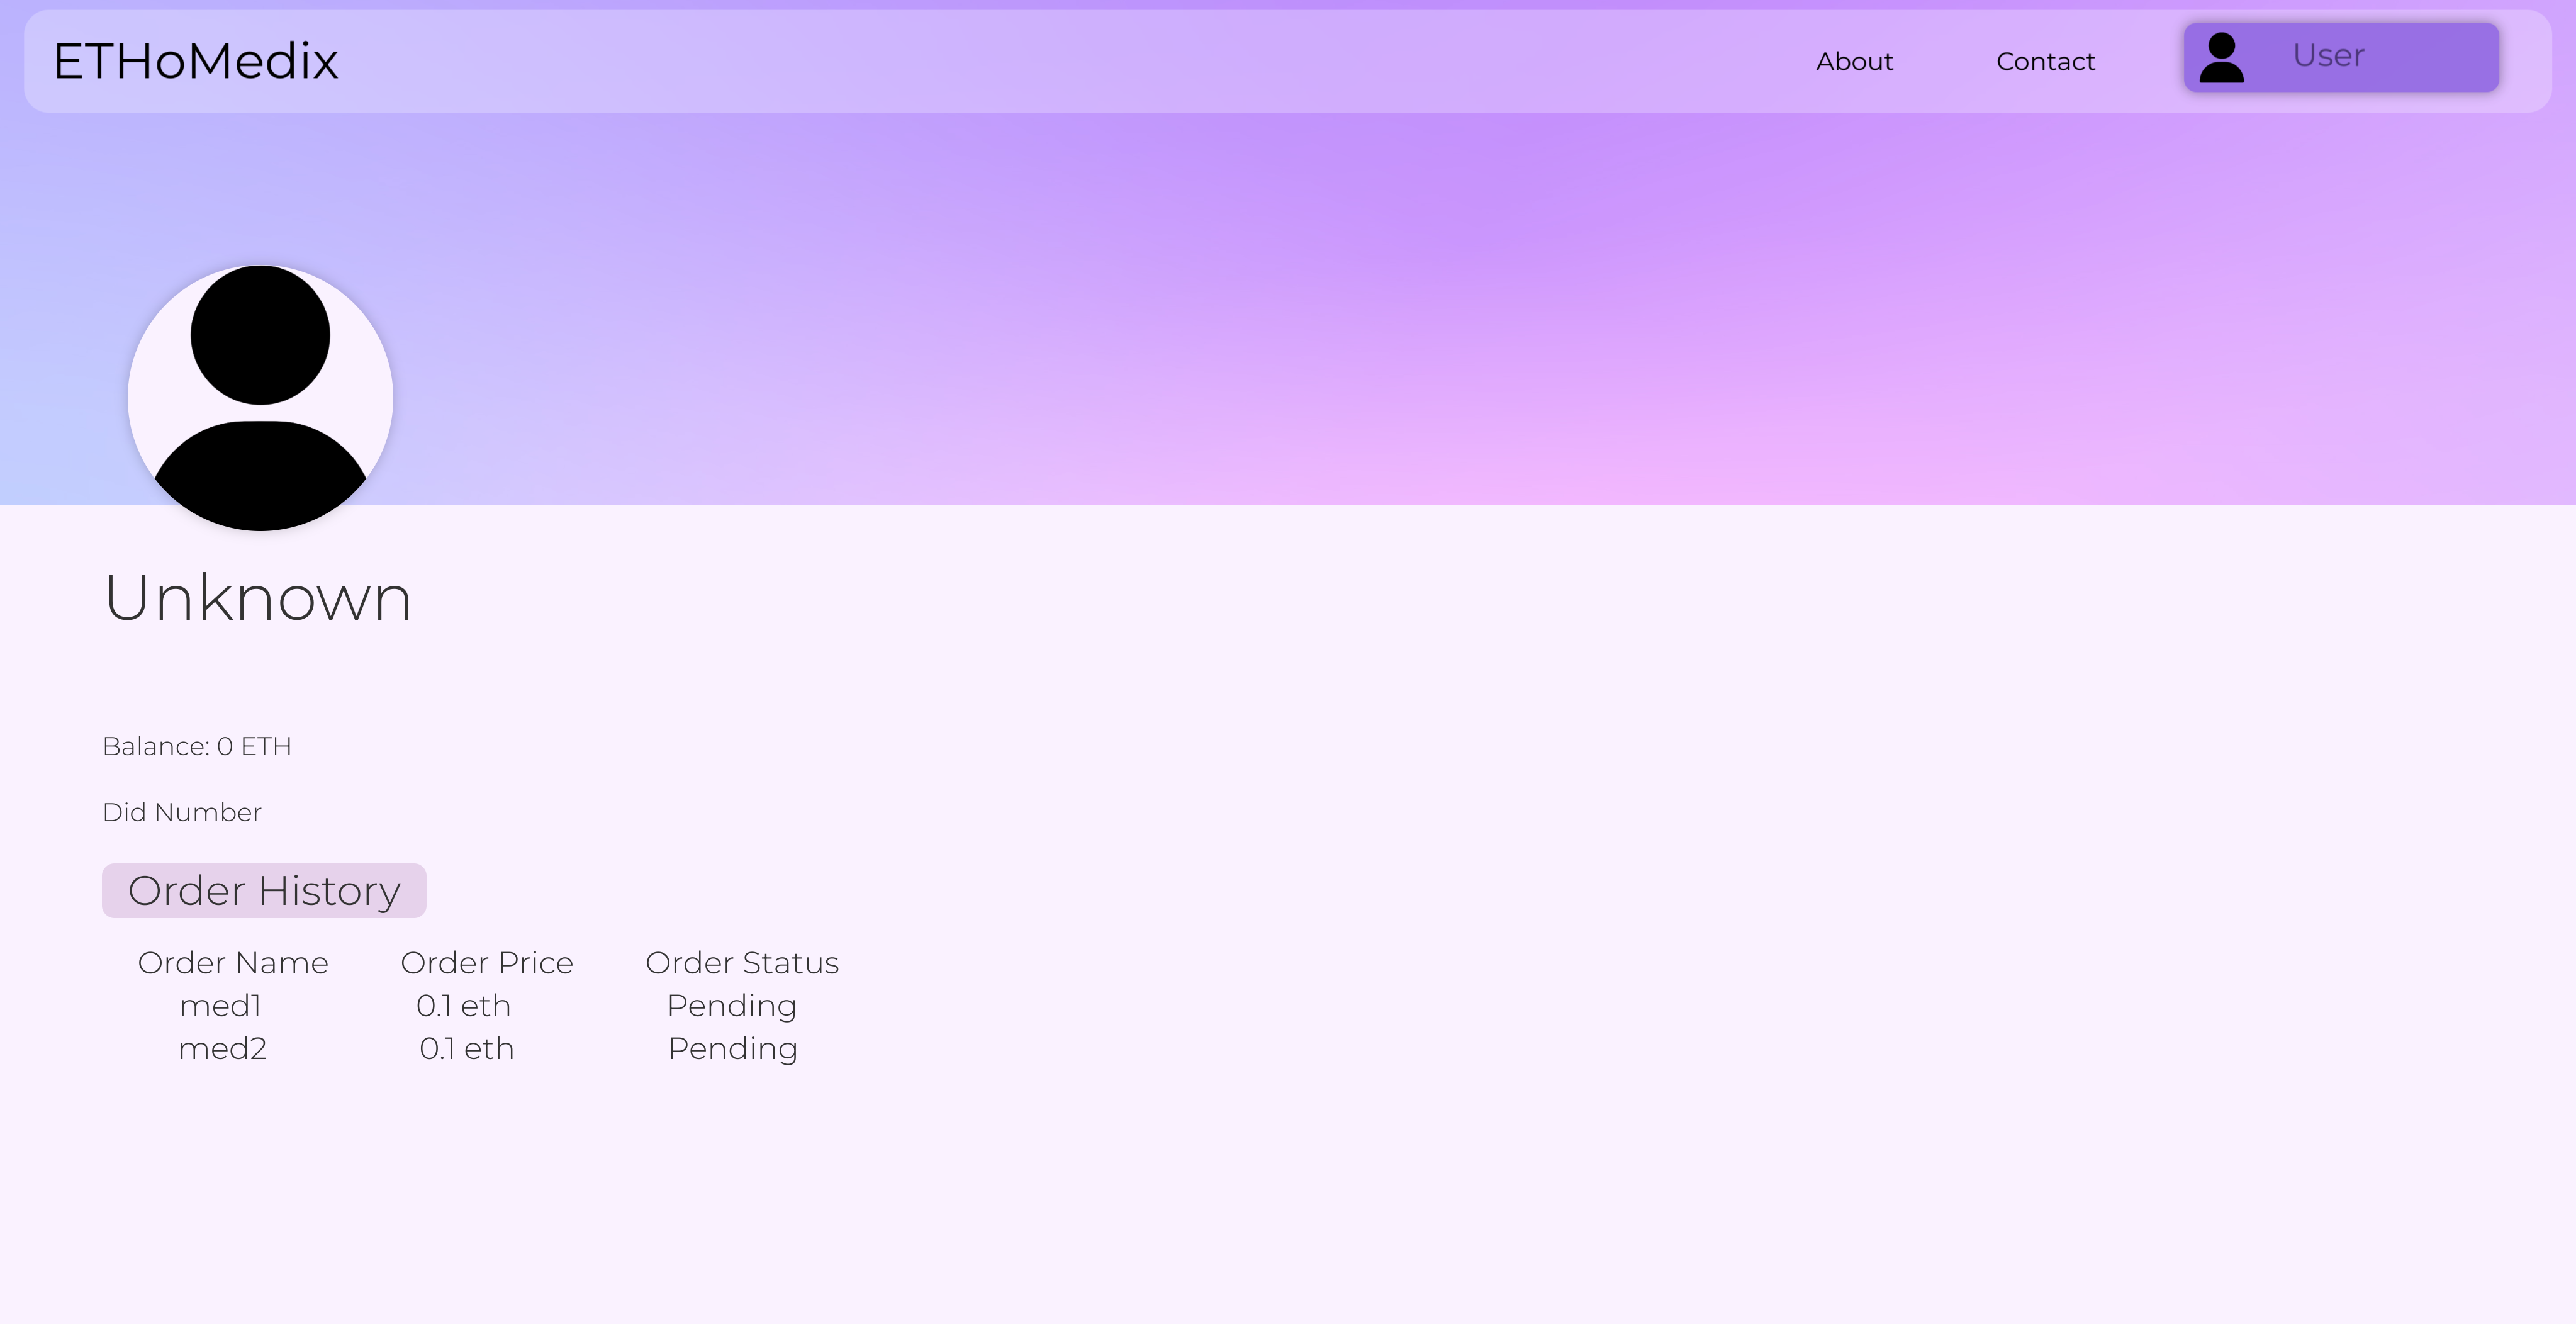 ETHoMedix About Contact User
Unknown
Balance: 0 ETH
Did Number
Order History
Order Name Order Price Order Status
med1 0.1 eth Pending
med2 0.1 eth Pending